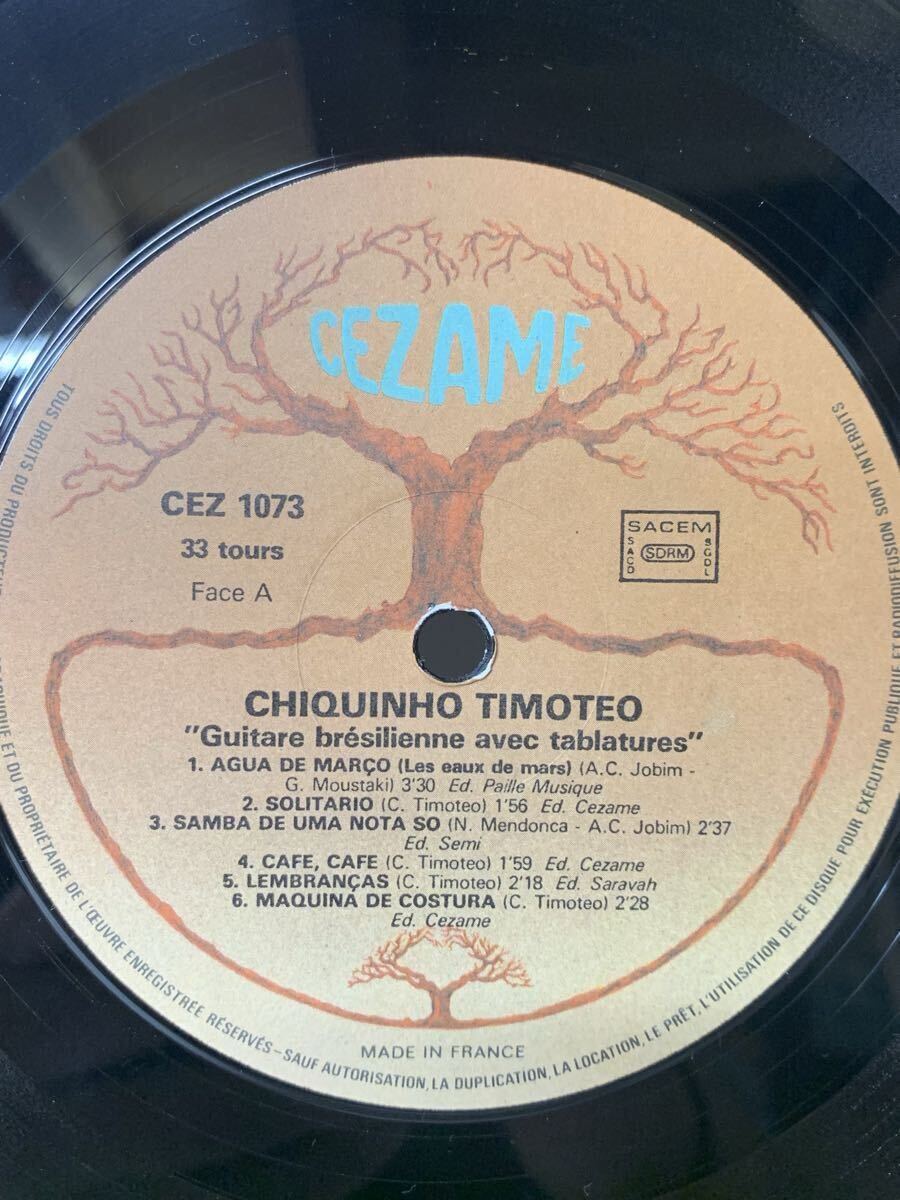 CEZAME
CEZ 1073
33 tours
Face A
SACEM
SACD
SDRM
SGDL
CHIQUINHO TIMOTEO
"Guitare brésilienne avec tablatures"
1. AGUA DE MARÇO (Les eaux de mars) (A.C. Jobim -
G. Moustaki) 3'30 Ed. Paille Musique
2. SOLITARIO (C. Timoteo) 1'56 Ed. Cezame
3. SAMBA DE UMA NOTA SO (N. Mendonca - A.C. Jobim) 2'37
Ed. Semi
4. CAFE, CAFE (C. Timoteo) 1'59 Ed. Cezame
5. LEMBRANÇAS (C. Timoteo) 2'18 Ed. Saravah
6. MAQUINA DE COSTURA (C. Timoteo) 2'28
Ed. Cezame
MADE IN FRANCE
TOUS DROITS DU PRODUCTEUR ET DU PROPRIÉTAIRE DE L'ŒUVRE ENREGISTRÉE RÉSERVÉS - SAUF AUTORISATION, LA DUPLICATION, LA LOCATION, LE PRÊT, L'UTILISATION DE CE DISQUE POUR EXÉCUTION PUBLIQUE ET RADIODIFFUSION SONT INTERDITS